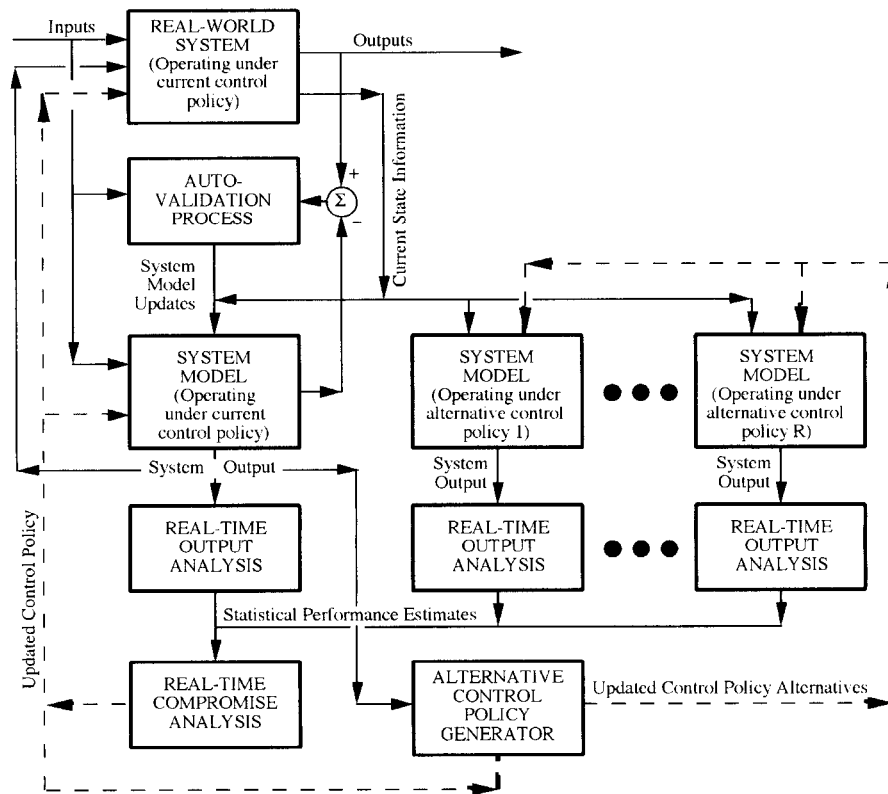 Inputs
REAL-WORLD
SYSTEM
(Operating under
current control
policy)
Outputs
Current State Information
AUTO-
VALIDATION
PROCESS
+
Σ
−
System
Model
Updates
SYSTEM
MODEL
(Operating
under current
control policy)
SYSTEM
MODEL
(Operating under
alternative control
policy 1)
SYSTEM
MODEL
(Operating under
alternative control
policy R)
System Output
System
Output
System
Output
REAL-TIME
OUTPUT
ANALYSIS
REAL-TIME
OUTPUT
ANALYSIS
REAL-TIME
OUTPUT
ANALYSIS
Updated Control Policy
Statistical Performance Estimates
REAL-TIME
COMPROMISE
ANALYSIS
ALTERNATIVE
CONTROL
POLICY
GENERATOR
Updated Control Policy Alternatives